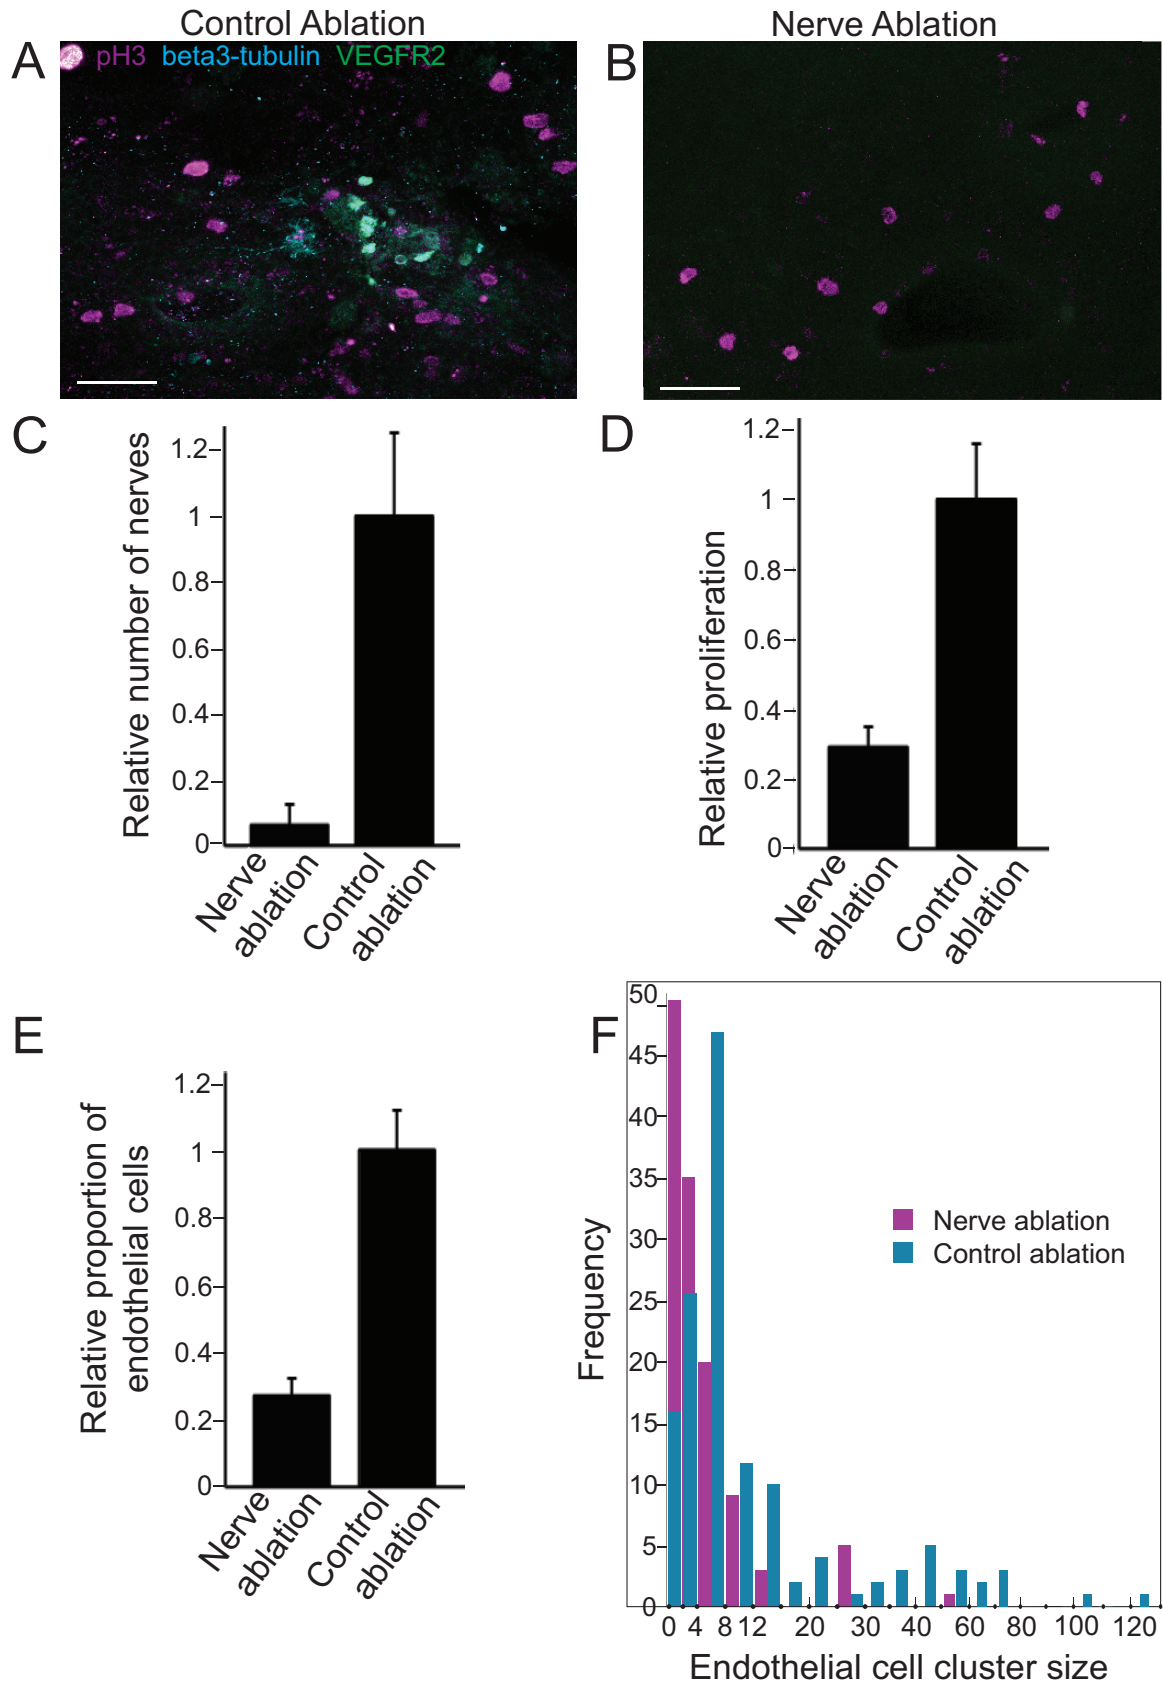 Control Ablation
Nerve Ablation
A
pH3 beta3-tubulin VEGFR2
B
C
Relative number of nerves
1.2
1
0.8
0.6
0.4
0.2
0
Nerve
ablation
Control
ablation
D
Relative proliferation
1.2
1
0.8
0.6
0.4
0.2
0
Nerve
ablation
Control
ablation
E
Relative proportion of
endothelial cells
1.2
1
0.8
0.6
0.4
0.2
0
Nerve
ablation
Control
ablation
F
Frequency
50
45
40
35
30
25
20
15
10
5
0
Nerve ablation
Control ablation
0 4 8 12 20 30 40 60 80 100 120
Endothelial cell cluster size